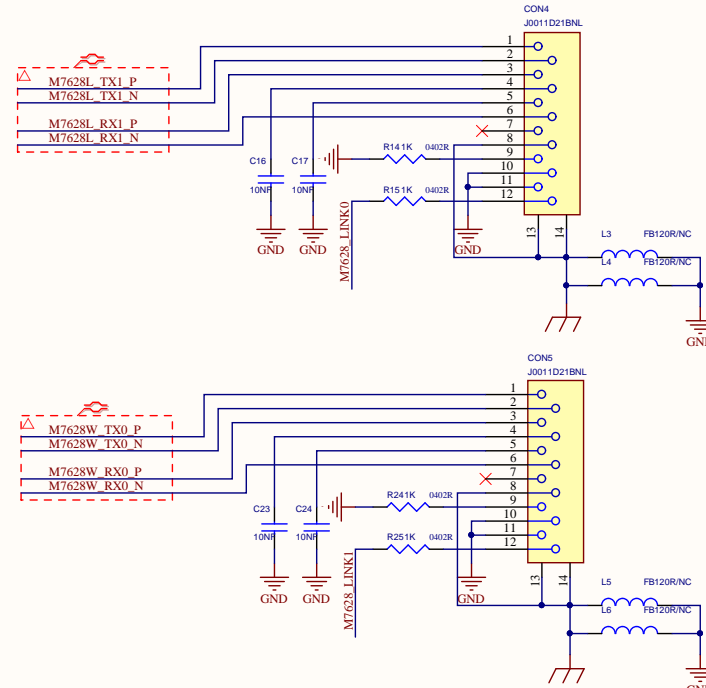 CON4
J0011D21BNL
1
2
3
4
5
6
7
8
9
10
11
12
13
14
M7628L_TX1_P
M7628L_TX1_N
M7628L_RX1_P
M7628L_RX1_N
C16
10NF
C17
10NF
R141K 0402R
R151K 0402R
M7628_LINK0
GND
GND
GND
L3 FB120R/NC
L4 FB120R/NC
GND
CON5
J0011D21BNL
1
2
3
4
5
6
7
8
9
10
11
12
13
14
M7628W_TX0_P
M7628W_TX0_N
M7628W_RX0_P
M7628W_RX0_N
C23
10NF
C24
10NF
R241K 0402R
R251K 0402R
M7628_LINK1
GND
GND
GND
L5 FB120R/NC
L6 FB120R/NC
GND